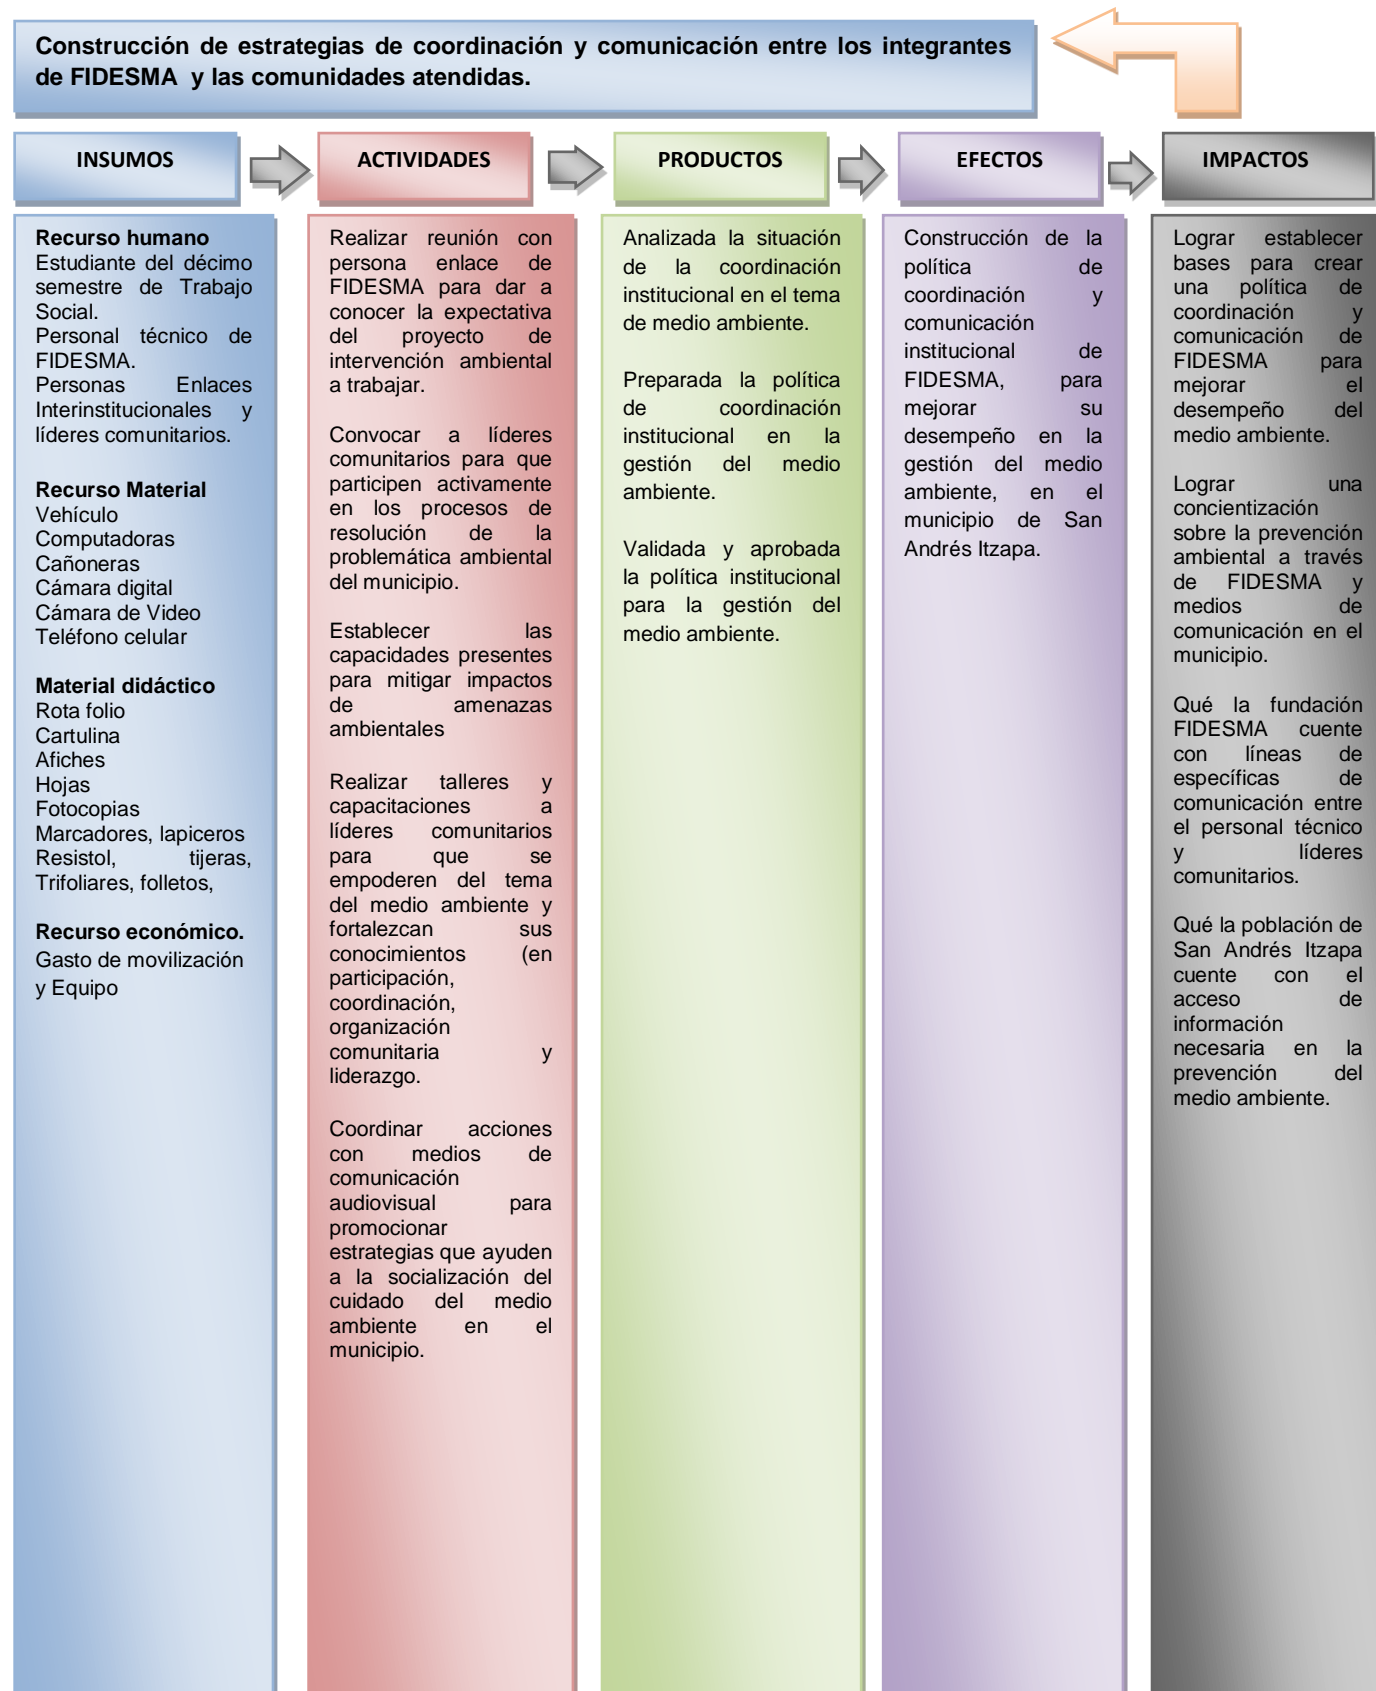 Construcción de estrategias de coordinación y comunicación entre los integrantes
de FIDESMA y las comunidades atendidas.
INSUMOS
ACTIVIDADES
PRODUCTOS
EFECTOS
IMPACTOS
Recurso humano
Estudiante del décimo
semestre de Trabajo
Social.
Personal técnico de
FIDESMA.
Personas Enlaces
Interinstitucionales y
líderes comunitarios.
Recurso Material
Vehículo
Computadoras
Cañoneras
Cámara digital
Cámara de Video
Teléfono celular
Material didáctico
Rota folio
Cartulina
Afiches
Hojas
Fotocopias
Marcadores, lapiceros
Resistol, tijeras,
Trifoliares, folletos,
Recurso económico.
Gasto de movilización
y Equipo
Realizar reunión con
persona enlace de
FIDESMA para dar a
conocer la expectativa
del proyecto de
intervención ambiental
a trabajar.
Convocar a líderes
comunitarios para que
participen activamente
en los procesos de
resolución de la
problemática ambiental
del municipio.
Establecer las
capacidades presentes
para mitigar impactos
de amenazas
ambientales
Realizar talleres y
capacitaciones a
líderes comunitarios
para que se
empoderen del tema
del medio ambiente y
fortalezcan sus
conocimientos (en
participación,
coordinación,
organización
comunitaria y
liderazgo.
Coordinar acciones
con medios de
comunicación
audiovisual para
promocionar
estrategias que ayuden
a la socialización del
cuidado del medio
ambiente en el
municipio.
Analizada la situación
de la coordinación
institucional en el tema
de medio ambiente.
Preparada la política
de coordinación
institucional en la
gestión del medio
ambiente.
Validada y aprobada
la política institucional
para la gestión del
medio ambiente.
Construcción de la
política de
coordinación y
comunicación
institucional de
FIDESMA, para
mejorar su
desempeño en la
gestión del medio
ambiente, en el
municipio de San
Andrés Itzapa.
Lograr establecer
bases para crear
una política de
coordinación y
comunicación de
FIDESMA para
mejorar el
desempeño del
medio ambiente.
Lograr una
concientización
sobre la prevención
ambiental a través
de FIDESMA y
medios de
comunicación en el
municipio.
Qué la fundación
FIDESMA cuente
con líneas de
específicas de
comunicación entre
el personal técnico
y líderes
comunitarios.
Qué la población de
San Andrés Itzapa
cuente con el
acceso de
información
necesaria en la
prevención del
medio ambiente.